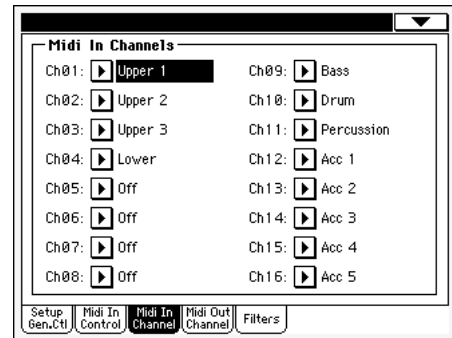 Midi In Channels
Ch01: Upper 1
Ch02: Upper 2
Ch03: Upper 3
Ch04: Lower
Ch05: Off
Ch06: Off
Ch07: Off
Ch08: Off
Ch09: Bass
Ch10: Drum
Ch11: Percussion
Ch12: Acc 1
Ch13: Acc 2
Ch14: Acc 3
Ch15: Acc 4
Ch16: Acc 5
Setup Gen.Ctl
Midi In Control
Midi In Channel
Midi Out Channel
Filters